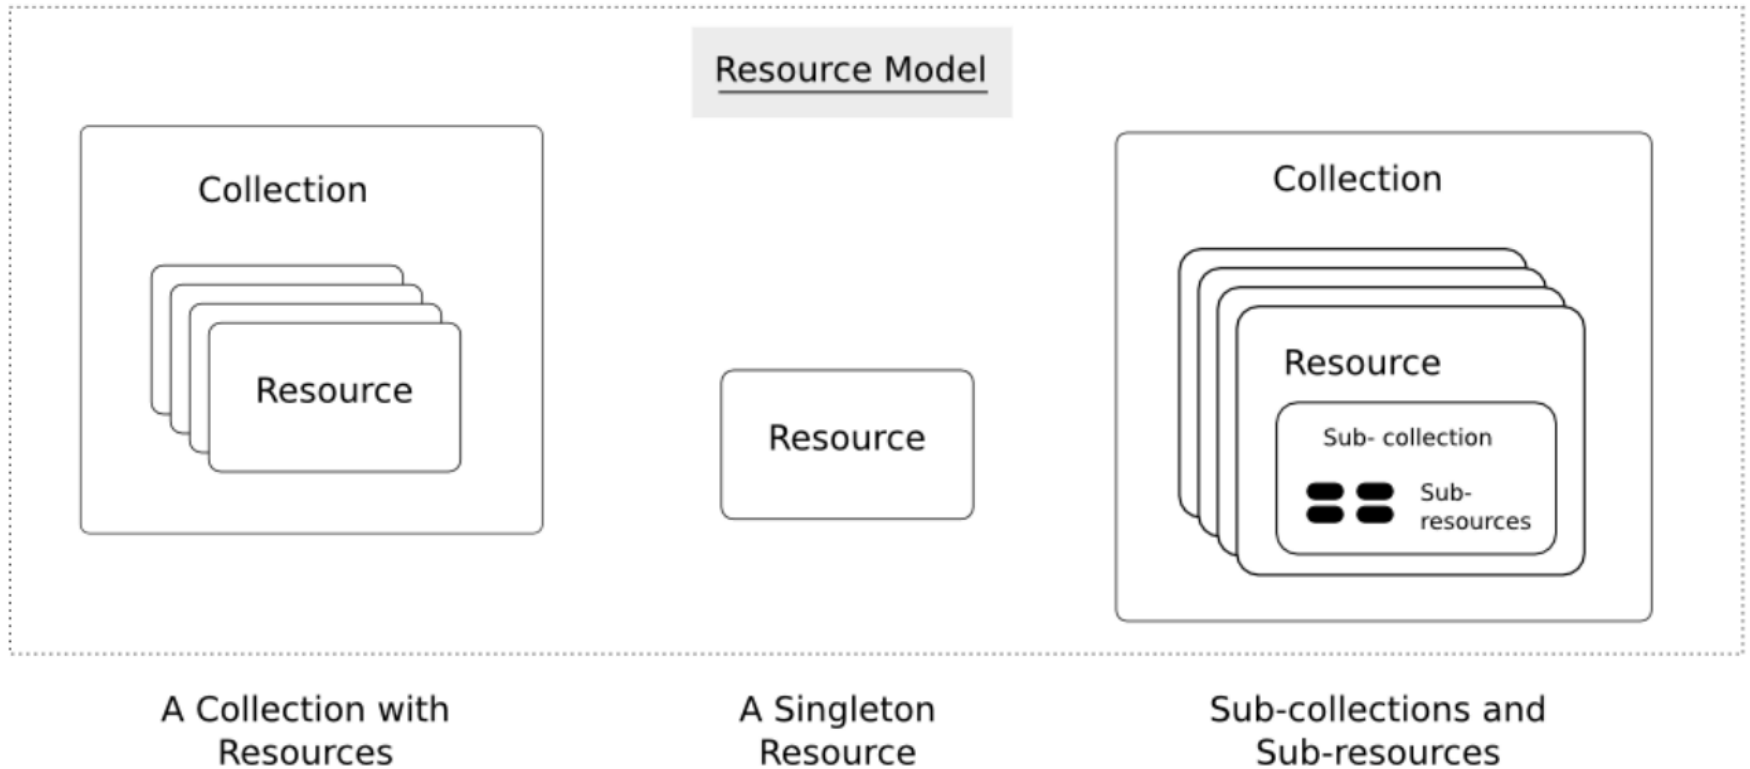 Resource Model
Collection
Resource
Resource
Collection
Resource
Sub- collection
Sub-
resources
A Collection with
Resources
A Singleton
Resource
Sub-collections and
Sub-resources